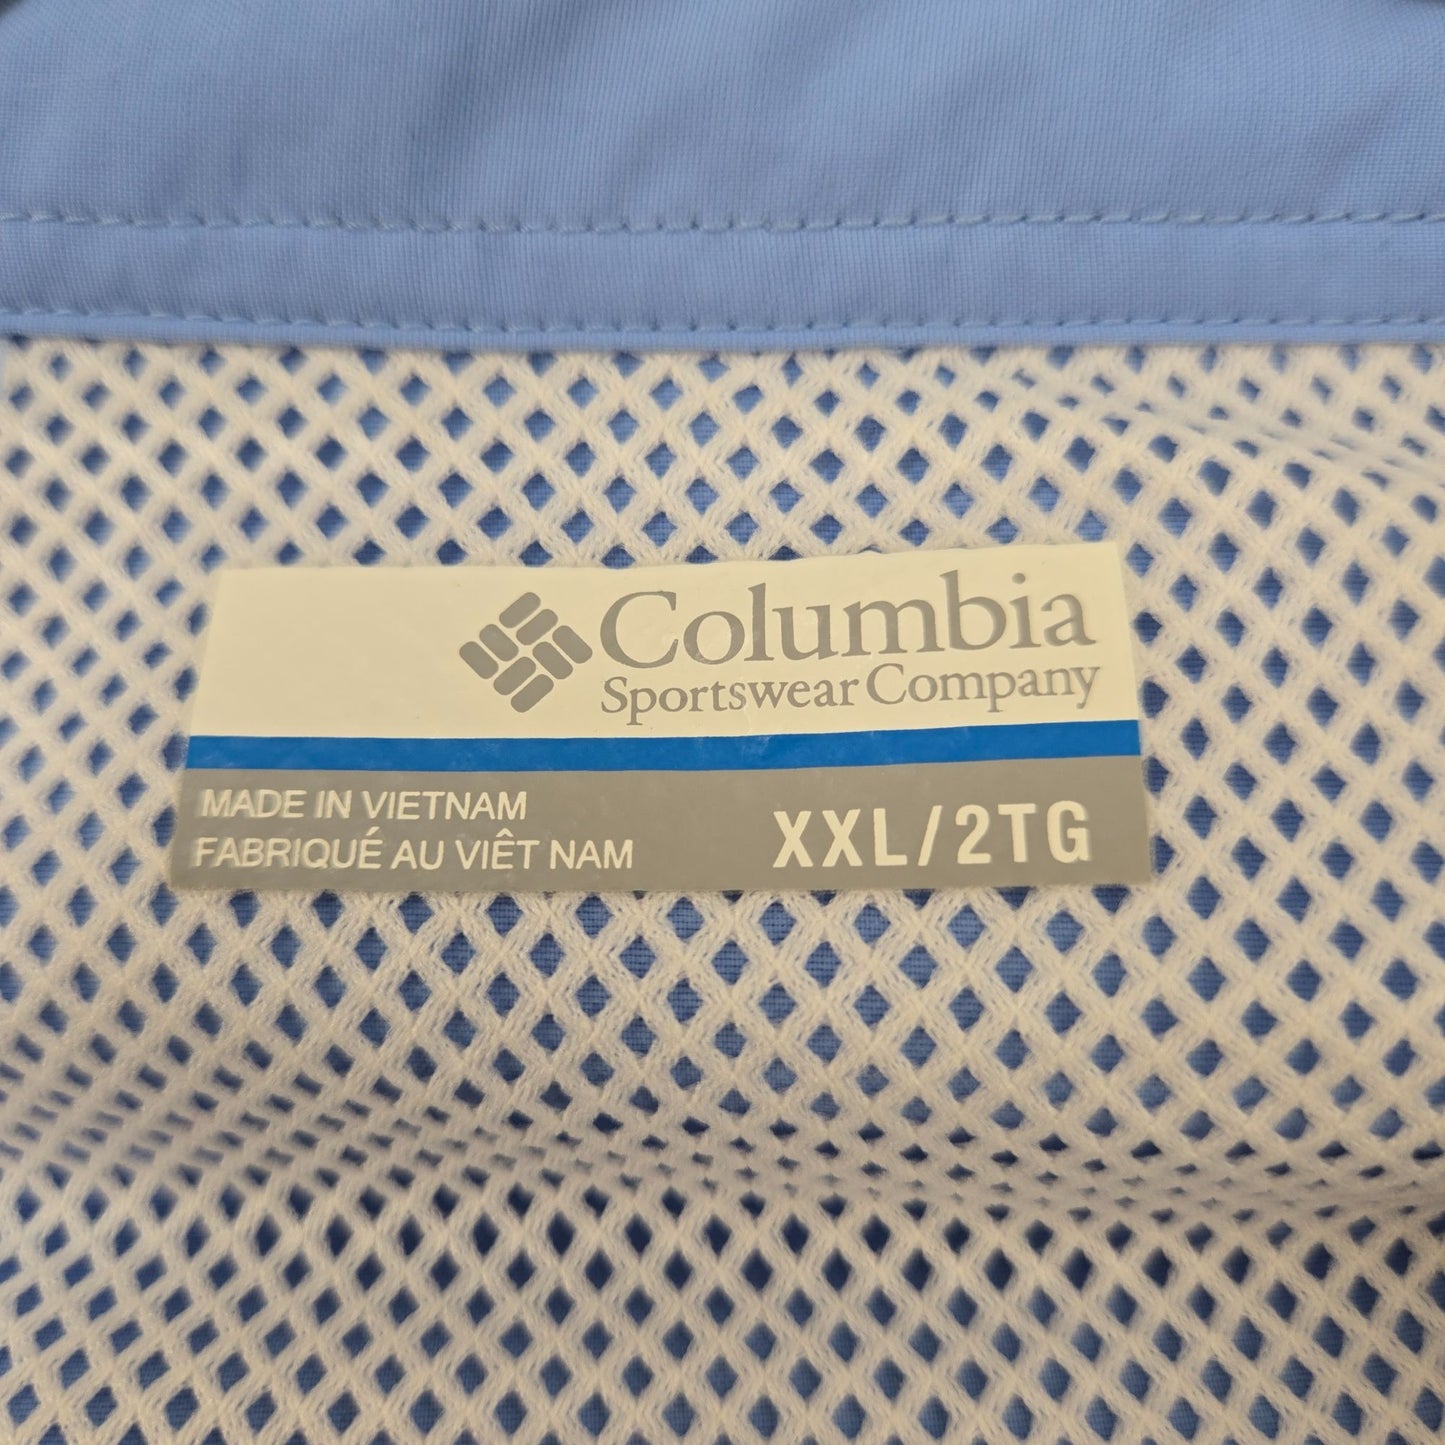 Columbia
Sportswear Company
MADE IN VIETNAM
FABRIQUÉ AU VIÊT NAM
XXL/2TG